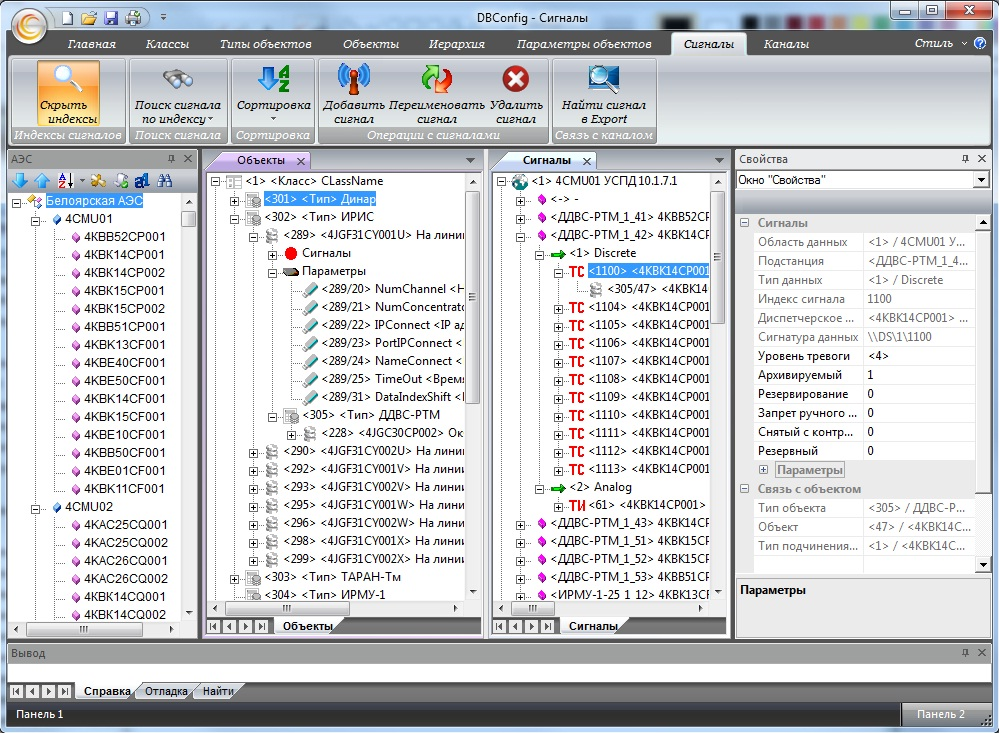 DBConfig - Сигналы
Главная Классы Типы объектов Объекты Иерархия Параметры объектов Сигналы Каналы Стиль
Скрыть индексы
Индексы сигналов
Поиск сигнала по индексу
Поиск сигнала
Сортировка
Сортировка
Добавить сигнал
Переименовать сигнал
Удалить сигнал
Операции с сигналами
Найти сигнал в Export
Связь с каналом
АЭС
Белоярская АЭС
4CMU01
4KBB52CP001
4KBK14CP001
4KBK14CP002
4KBK15CP001
4KBK15CP002
4KBB51CP001
4KBK13CF001
4KBE40CF001
4KBE50CF001
4KBK15CF001
4KBE10CF001
4KBB50CF001
4KBE01CF001
4KBK11CF001
4CMU02
4KAC25CQ001
4KAC25CQ002
4KAC26CQ001
4KAC26CQ002
4KBK14CQ001
4KBK14CQ002
Объекты
<1> <Класс> CLassName
<301> <Тип> Динар
<302> <Тип> ИРИС
<289> <4JGF31CY001U> На лини
Сигналы
Параметры
<289/20> NumChannel <Н
<289/21> NumConcentrato
<289/22> IPConnect <IP ад
<289/23> PortIPConnect <
<289/24> NameConnect <
<289/25> TimeOut <Время
<289/31> DataIndexShift <
<305> <Тип> ДДВС-РТМ
<228> <4JGC30CP002> Ок
<290> <4JGF31CY002U> На лини
<292> <4JGF31CY001V> На лини
<293> <4JGF31CY002V> На лини
<295> <4JGF31CY001W> На лини
<296> <4JGF31CY002W> На лини
<298> <4JGF31CY001X> На лини
<299> <4JGF31CY002X> На лини
<303> <Тип> ТАРАН-Тм
<304> <Тип> ИРМУ-1
Объекты
Сигналы
<1> 4CMU01 УСПД 10.1.7.1
<-> -
<ДДВС-РТМ_1_41> 4KBB52CF
<ДДВС-РТМ_1_42> 4KBK14CP
<1> Discrete
ТС <1100> <4KBK14CP001
<305/47> <4KBK14
ТС <1104> <4KBK14CP001
ТС <1105> <4KBK14CP001
ТС <1106> <4KBK14CP001
ТС <1107> <4KBK14CP001
ТС <1108> <4KBK14CP001
ТС <1109> <4KBK14CP001
ТС <1110> <4KBK14CP001
ТС <1111> <4KBK14CP001
ТС <1112> <4KBK14CP001
ТС <1113> <4KBK14CP001
<2> Analog
ТИ <61> <4KBK14CP001>
<ДДВС-РТМ_1_43> 4KBK14CP
<ДДВС-РТМ_1_51> 4KBK15CP
<ДДВС-РТМ_1_52> 4KBK15CP
<ДДВС-РТМ_1_53> 4KBB51CP
<ИРМУ-1-25 1 12> 4KBK13CF
Сигналы
Свойства
Окно "Свойства"
Сигналы
Область данных <1> / 4CMU01 У...
Подстанция <ДДВС-РТМ_1_4...
Тип данных <1> / Discrete
Индекс сигнала 1100
Диспетчерское ... <4KBK14CP001> ...
Сигнатура данных \\DS\1\1100
Уровень тревоги <4>
Архивируемый 1
Резервирование 0
Запрет ручного ... 0
Снятый с контр... 0
Резервный 0
Параметры
Связь с объектом
Тип объекта <305> / ДДВС-Р...
Объект <47> / <4KBK14C...
Тип подчинения... <1> / <4KBK14C...
Параметры
Вывод
Справка Отладка Найти
Панель 1 Панель 2